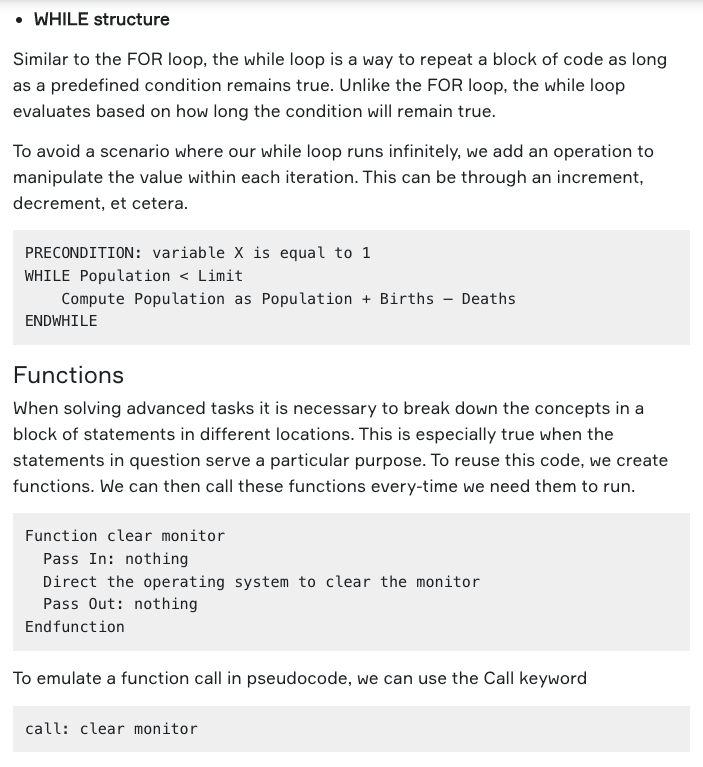 • WHILE structure
Similar to the FOR loop, the while loop is a way to repeat a block of code as long
as a predefined condition remains true. Unlike the FOR loop, the while loop
evaluates based on how long the condition will remain true.
To avoid a scenario where our while loop runs infinitely, we add an operation to
manipulate the value within each iteration. This can be through an increment,
decrement, et cetera.
PRECONDITION: variable X is equal to 1
WHILE Population < Limit
    Compute Population as Population + Births – Deaths
ENDWHILE
Functions
When solving advanced tasks it is necessary to break down the concepts in a
block of statements in different locations. This is especially true when the
statements in question serve a particular purpose. To reuse this code, we create
functions. We can then call these functions every-time we need them to run.
Function clear monitor
  Pass In: nothing
  Direct the operating system to clear the monitor
  Pass Out: nothing
Endfunction
To emulate a function call in pseudocode, we can use the Call keyword
call: clear monitor